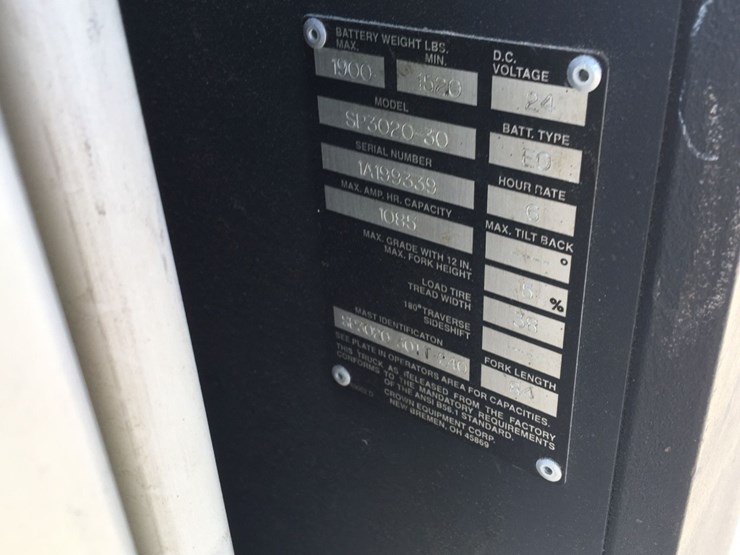 BATTERY WEIGHT LBS.
MAX. MIN.
1900 1520
D.C.
VOLTAGE
24
MODEL
SP3020-30
BATT. TYPE
EO
SERIAL NUMBER
1A199339
HOUR RATE
6
MAX. AMP. HR. CAPACITY
1085
MAX. TILT BACK
°
MAX. GRADE WITH 12 IN.
MAX. FORK HEIGHT
%
LOAD TIRE
TREAD WIDTH
180° TRAVERSE
SIDESHIFT
MAST IDENTIFICATON
FORK LENGTH
SEE PLATE IN OPERATORS AREA FOR CAPACITIES.
THIS TRUCK AS RELEASED FROM THE FACTORY
CONFORMS TO THE MANDATORY REQUIREMENTS
OF THE ANSI B56.1 STANDARD.
CROWN EQUIPMENT CORP.
NEW BREMEN, OH 45869